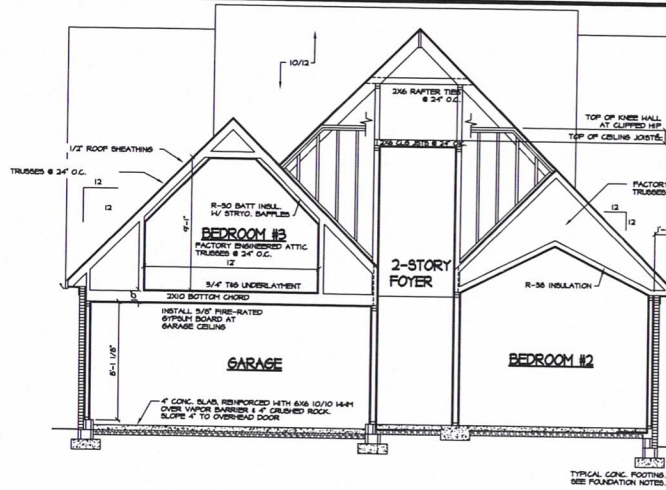 10/12
2X6 RAFTER TIES
@ 24" O.C.
TOP OF KNEE WALL
AT CLIPPED HIP
TOP OF CEILING JOISTS
2X6 CLG JSTS @ 24" O.C.
1/2" ROOF SHEATHING
TRUSSES @ 24" O.C.
12
12
R-30 BATT INSUL.
W/ STRYO. BAFFLES
FACTORY
TRUSSES
12
12
9'-1"
BEDROOM #3
FACTORY ENGINEERED ATTIC
TRUSSES @ 24" O.C.
12'
2-STORY
FOYER
3/4" T&G UNDERLAYMENT
R-38 INSULATION
2X10 BOTTOM CHORD
10"
INSTALL 5/8" FIRE-RATED
GYPSUM BOARD AT
GARAGE CEILING
8'-1 1/8"
GARAGE
BEDROOM #2
4" CONC. SLAB, REINFORCED WITH 6X6 10/10 WWM
OVER VAPOR BARRIER & 4" CRUSHED ROCK.
SLOPE 4" TO OVERHEAD DOOR
TYPICAL CONC. FOOTING.
SEE FOUNDATION NOTES.